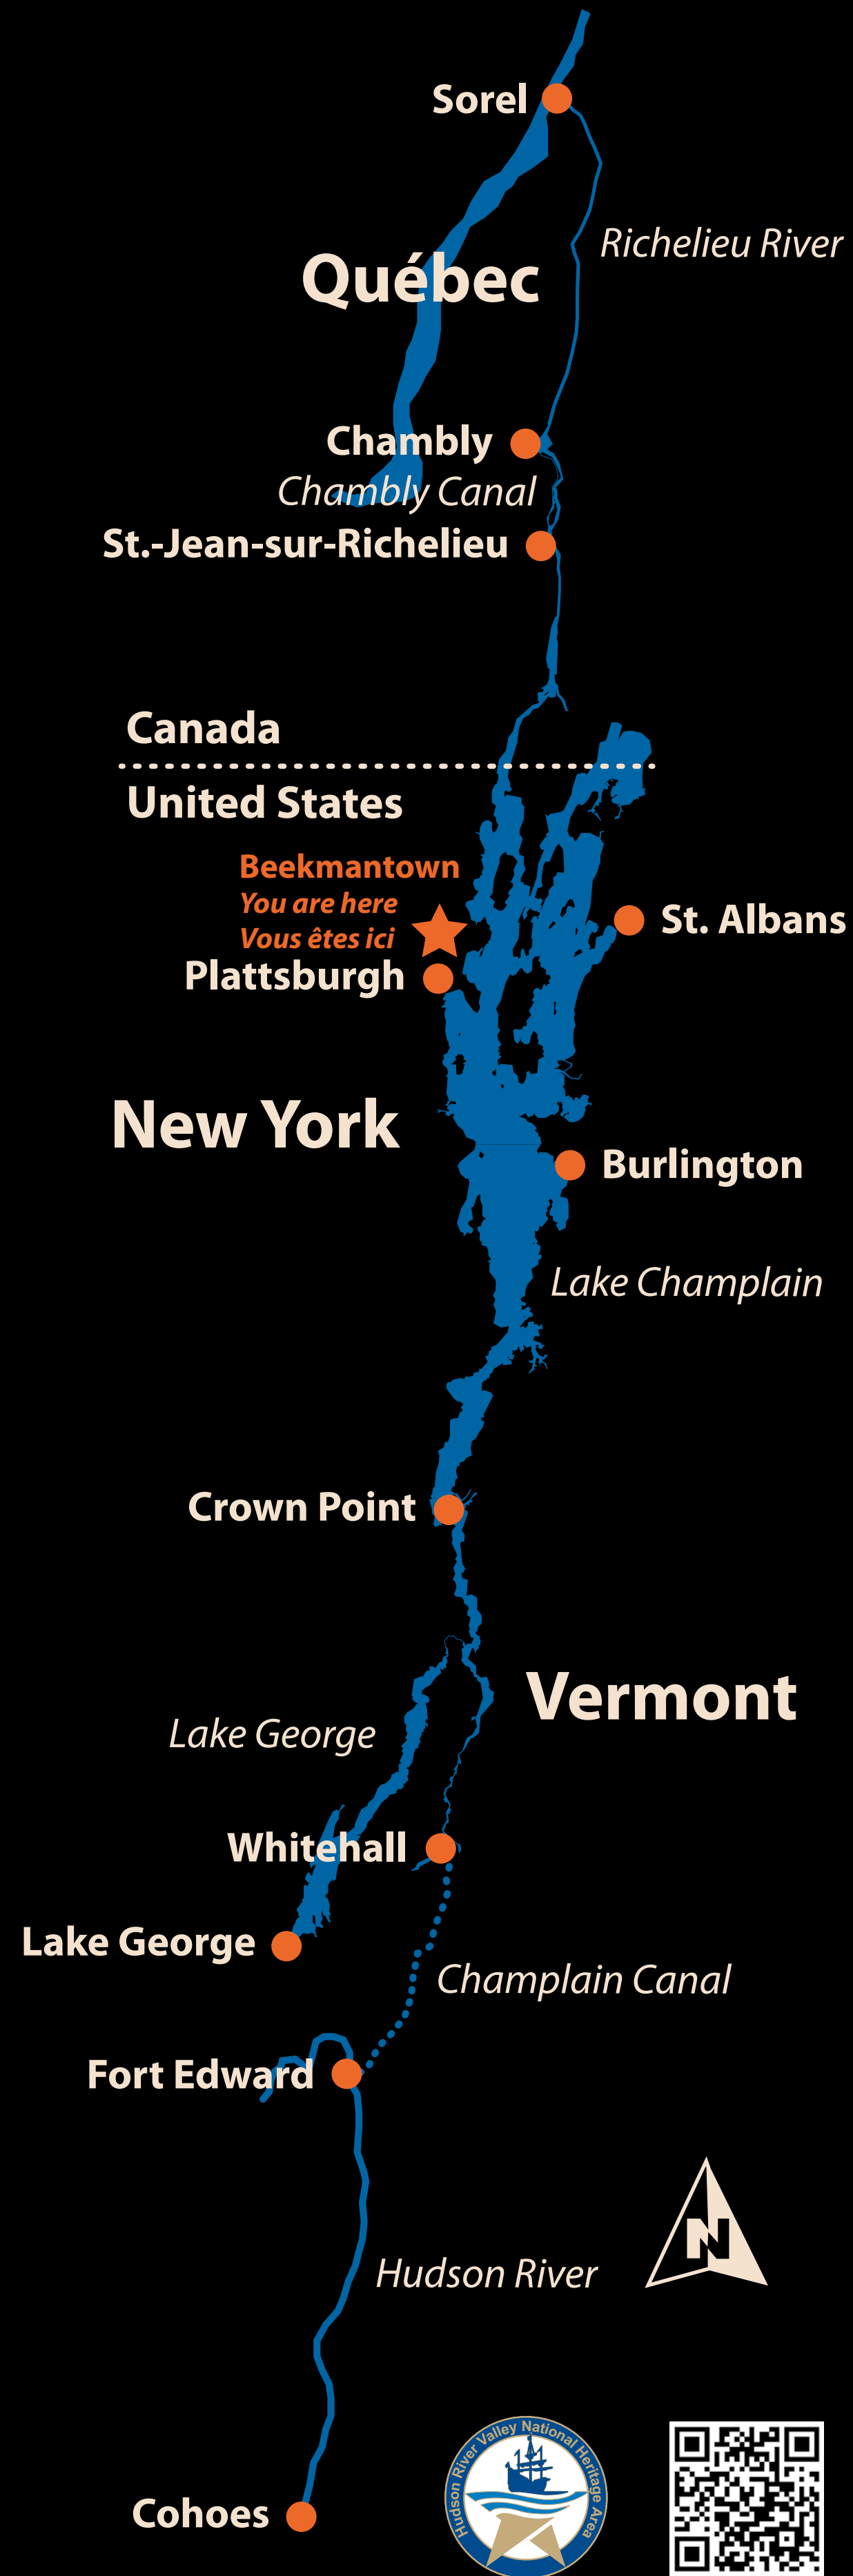 Sorel
Richelieu River
Québec
Chambly
Chambly Canal
St.-Jean-sur-Richelieu
Canada
United States
Beekmantown
You are here
Vous êtes ici
St. Albans
Plattsburgh
New York
Burlington
Lake Champlain
Crown Point
Vermont
Lake George
Whitehall
Lake George
Champlain Canal
Fort Edward
N
Hudson River
Hudson River Valley National Heritage Area
Cohoes